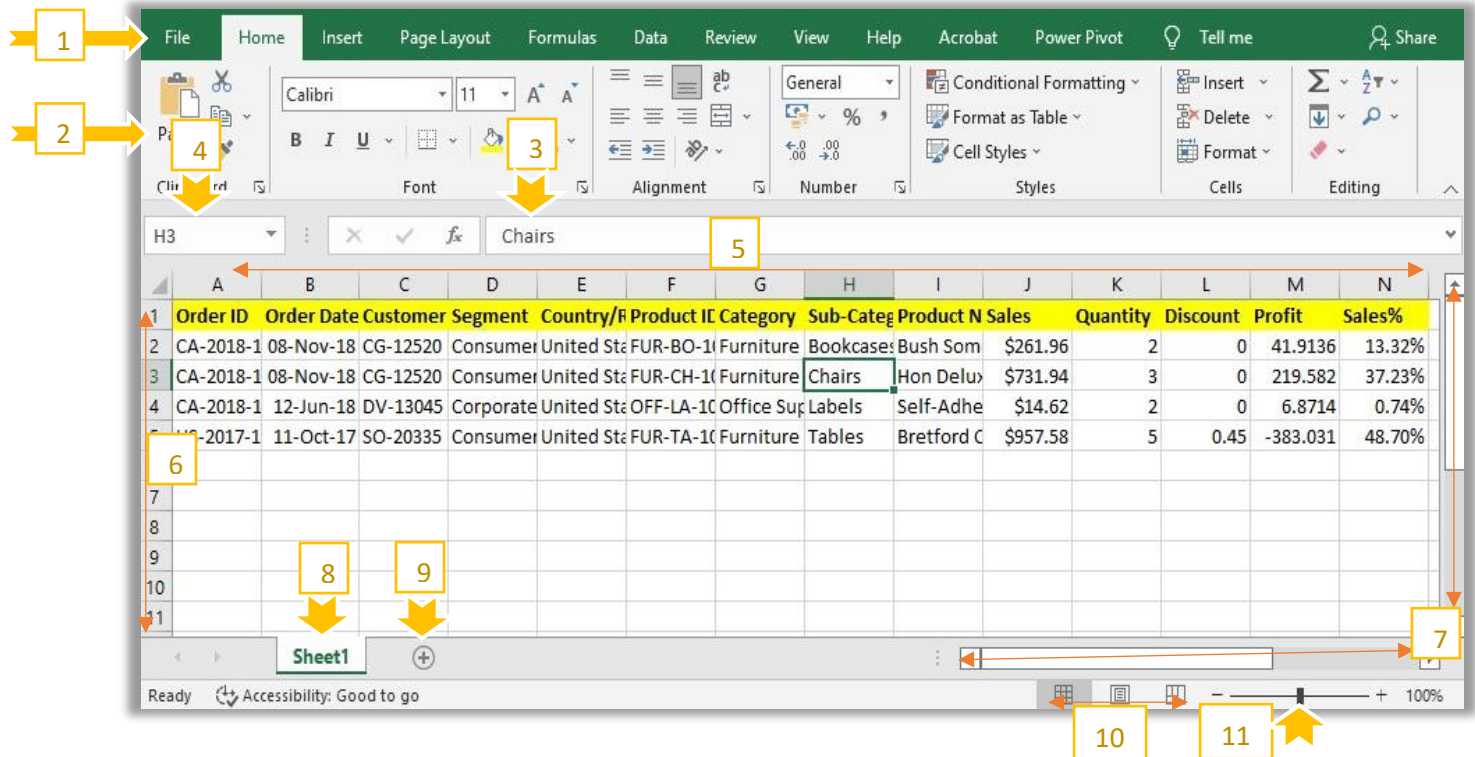 1
File Home Insert Page Layout Formulas Data Review View Help Acrobat Power Pivot Tell me Share
Calibri 11 A A ab General Conditional Formatting Insert
2
B I U % , Format as Table Delete
4
3
Cell Styles Format
Font Alignment Number Styles Cells Editing
H3 fx Chairs
5
A B C D E F G H I J K L M N
1 Order ID Order Date Customer Segment Country/R Product ID Category Sub-Categ Product N Sales Quantity Discount Profit Sales%
2 CA-2018-1 08-Nov-18 CG-12520 Consumer United Sta FUR-BO-10 Furniture Bookcases Bush Som $261.96 2 0 41.9136 13.32%
3 CA-2018-1 08-Nov-18 CG-12520 Consumer United Sta FUR-CH-10 Furniture Chairs Hon Delux $731.94 3 0 219.582 37.23%
4 CA-2018-1 12-Jun-18 DV-13045 Corporate United Sta OFF-LA-10 Office Sup Labels Self-Adhe $14.62 2 0 6.8714 0.74%
-2017-1 11-Oct-17 SO-20335 Consumer United Sta FUR-TA-10 Furniture Tables Bretford C $957.58 5 0.45 -383.031 48.70%
6
7
8
9
10
11
8
9
Sheet1
7
Ready Accessibility: Good to go 100%
10
11